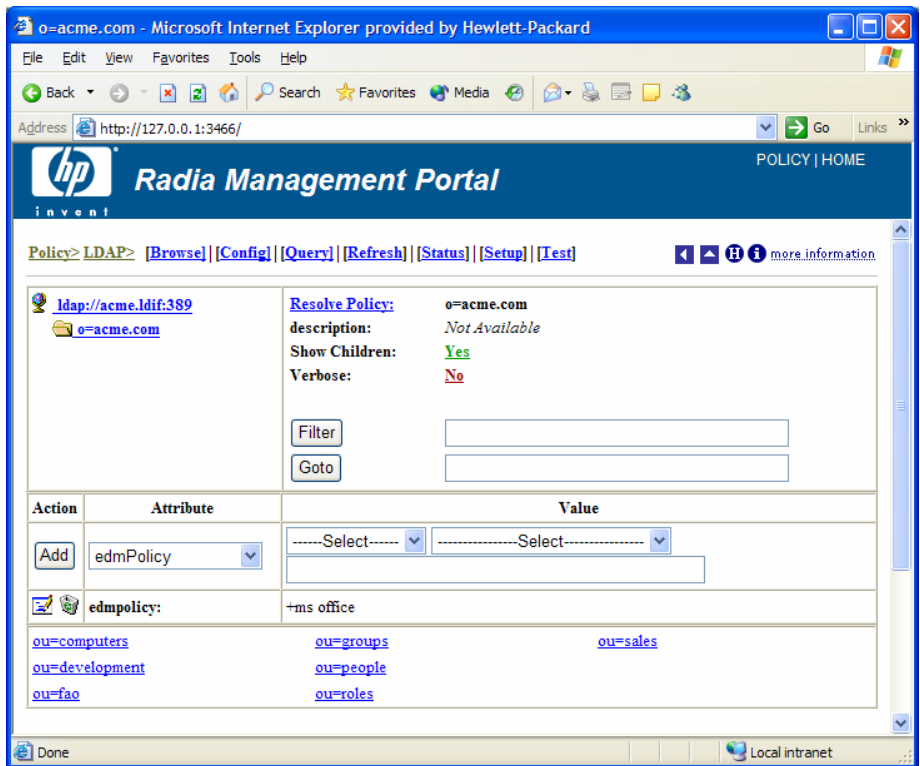 o=acme.com - Microsoft Internet Explorer provided by Hewlett-Packard
File Edit View Favorites Tools Help
Back Search Favorites Media
Address http://127.0.0.1:3466/ Go Links »
hp
invent
Radia Management Portal
POLICY | HOME
Policy> LDAP> [Browse] | [Config] | [Query] | [Refresh] | [Status] | [Setup] | [Test] H i more information
ldap://acme.ldif:389
o=acme.com
Resolve Policy: o=acme.com
description: Not Available
Show Children: Yes
Verbose: No
Filter
Goto
Action Attribute Value
Add edmPolicy ------Select------ ----------------Select----------------
edmpolicy: +ms office
ou=computers ou=groups ou=sales
ou=development ou=people
ou=fao ou=roles
Done Local intranet